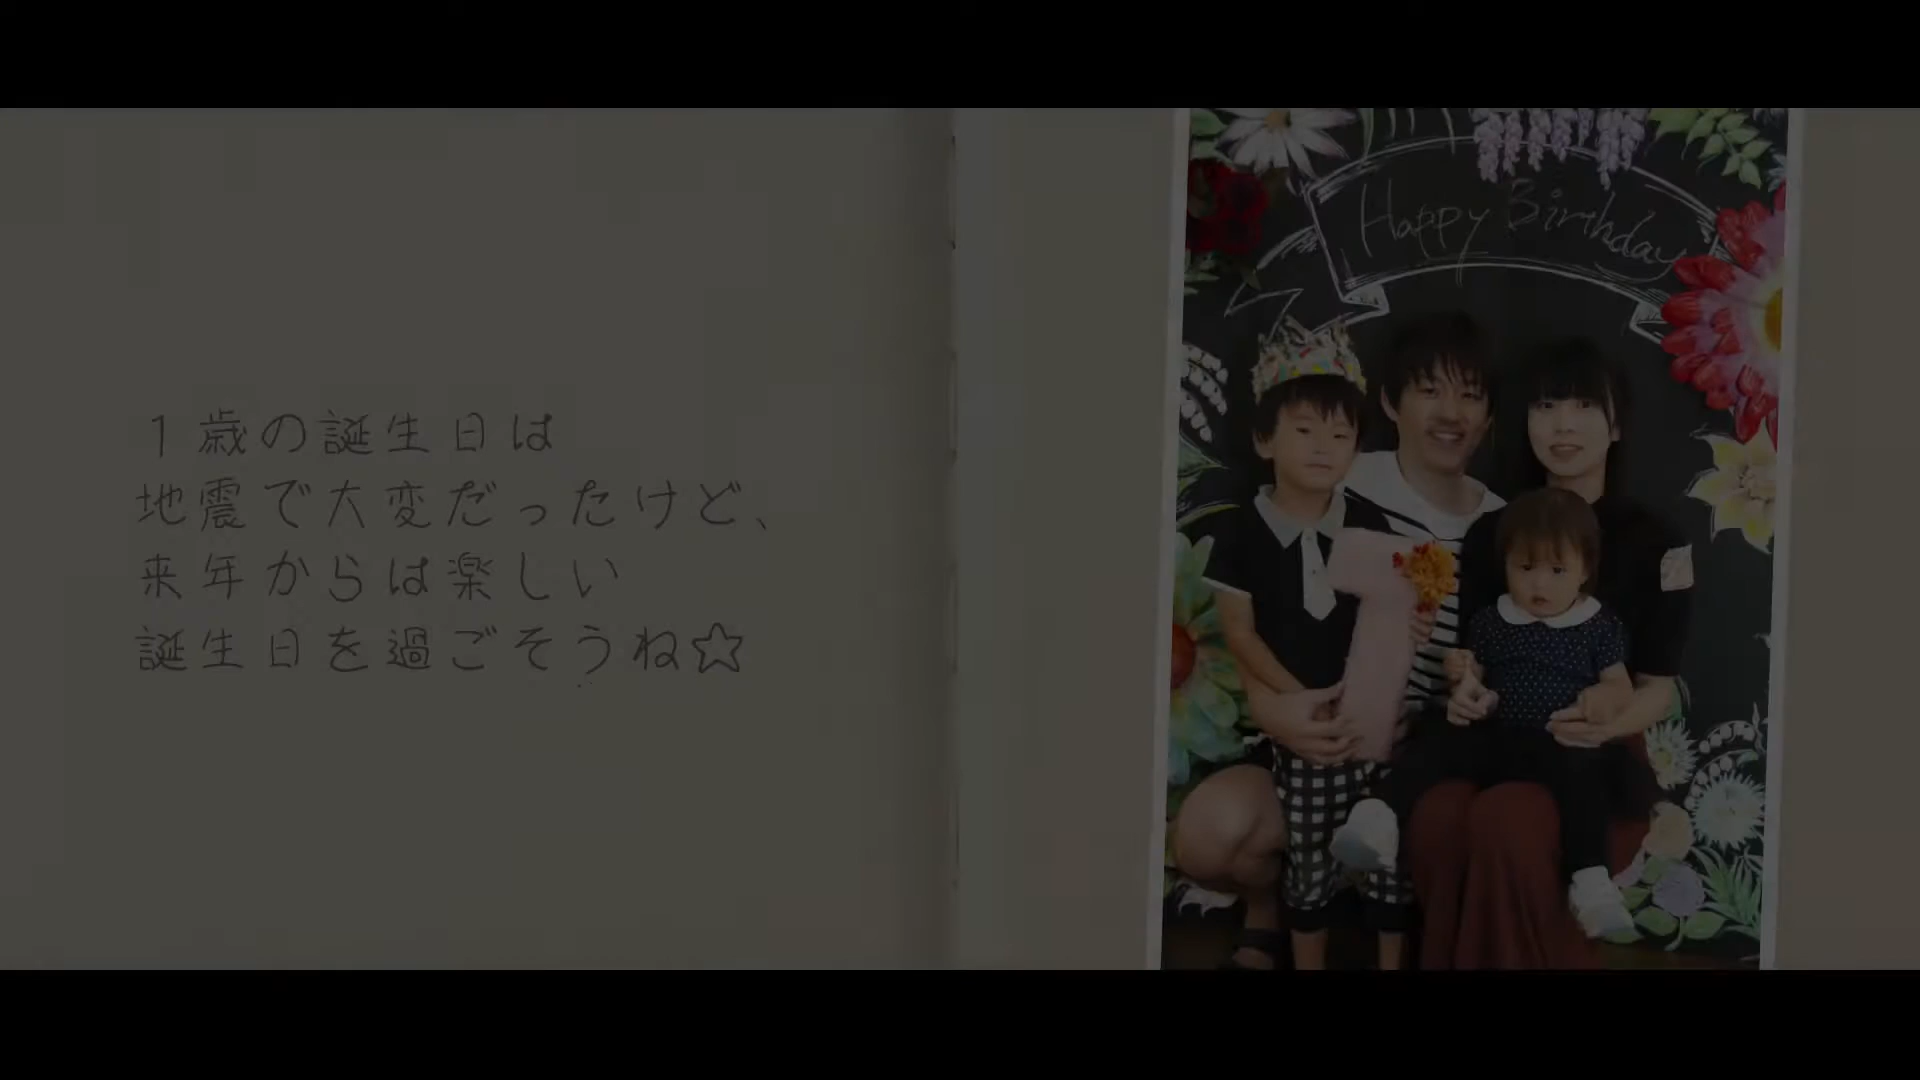 1歳の誕生日は
地震で大変だったけど、
来年からは楽しい
誕生日を過ごそうね☆
Happy Birthday